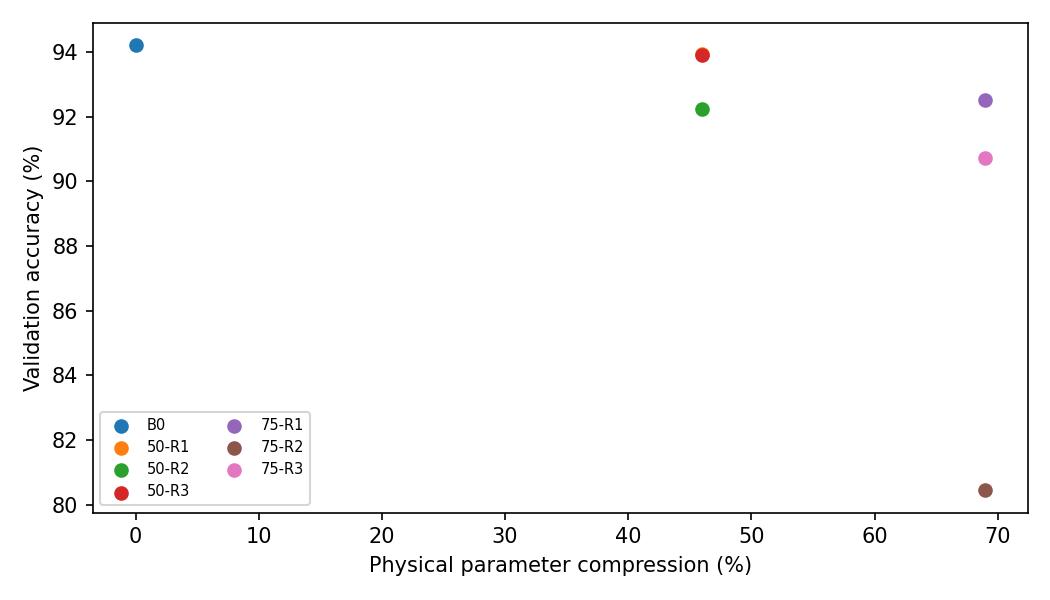 94
92
90
88
86
84
82
80
Validation accuracy (%)
B0
50-R1
50-R2
50-R3
75-R1
75-R2
75-R3
0 10 20 30 40 50 60 70
Physical parameter compression (%)